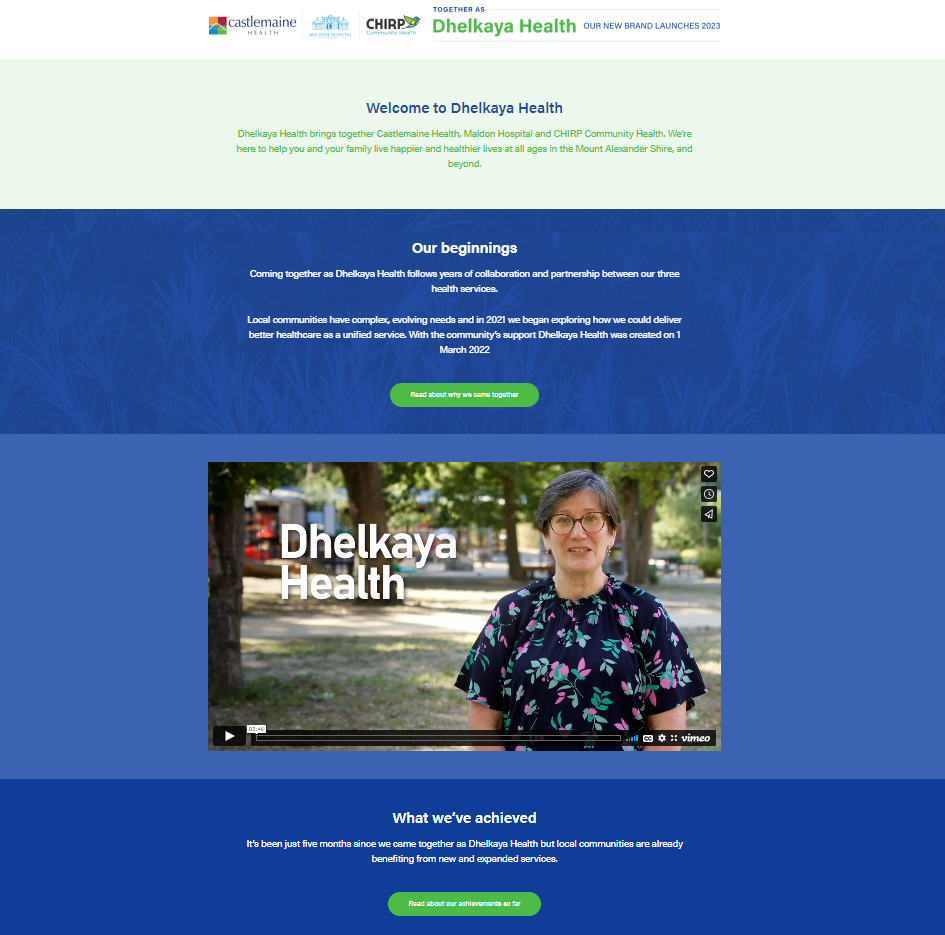 castlemaine
HEALTH
MALDON HOSPITAL
CHIRP
Community Health
TOGETHER AS
Dhelkaya Health
OUR NEW BRAND LAUNCHES 2023
Welcome to Dhelkaya Health
Dhelkaya Health brings together Castlemaine Health, Maldon Hospital and CHIRP Community Health. We're
here to help you and your family live happier and healthier lives at all ages in the Mount Alexander Shire, and
beyond.
Our beginnings
Coming together as Dhelkaya Health follows years of collaboration and partnership between our three
health services.
Local communities have complex, evolving needs and in 2021 we began exploring how we could deliver
better healthcare as a unified service. With the community's support Dhelkaya Health was created on 1
March 2022
Read about why we came together
Dhelkaya
Health
03:46
CC
vimeo
What we've achieved
It's been just five months since we came together as Dhelkaya Health but local communities are already
benefiting from new and expanded services.
Read about our achievements so far